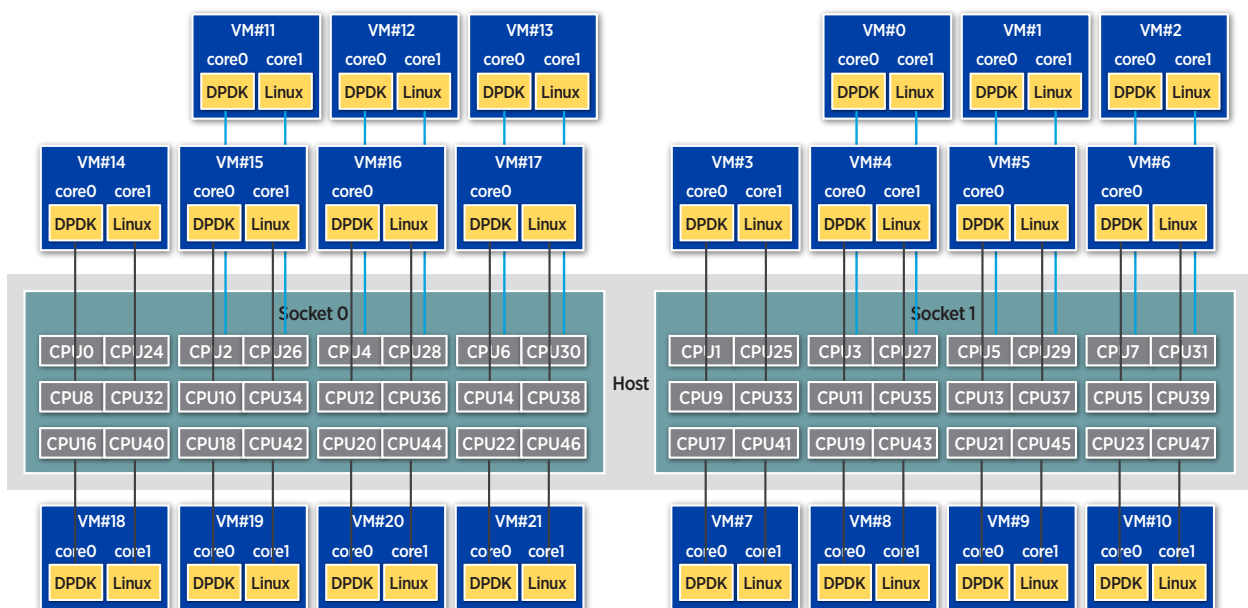 VM#11 VM#12 VM#13 VM#0 VM#1 VM#2
core0 core1 core0 core1 core0 core1 core0 core1 core0 core1 core0 core1
DPDK Linux DPDK Linux DPDK Linux DPDK Linux DPDK Linux DPDK Linux
VM#14 VM#15 VM#16 VM#17 VM#3 VM#4 VM#5 VM#6
core0 core1 core0 core1 core0 core0 core0 core1 core0 core1 core0 core0
DPDK Linux DPDK Linux DPDK Linux DPDK Linux DPDK Linux DPDK Linux DPDK Linux DPDK Linux
Socket 0 Socket 1
CPU0 CPU24 CPU2 CPU26 CPU4 CPU28 CPU6 CPU30 CPU1 CPU25 CPU3 CPU27 CPU5 CPU29 CPU7 CPU31
Host
CPU8 CPU32 CPU10 CPU34 CPU12 CPU36 CPU14 CPU38 CPU9 CPU33 CPU11 CPU35 CPU13 CPU37 CPU15 CPU39
CPU16 CPU40 CPU18 CPU42 CPU20 CPU44 CPU22 CPU46 CPU17 CPU41 CPU19 CPU43 CPU21 CPU45 CPU23 CPU47
VM#18 VM#19 VM#20 VM#21 VM#7 VM#8 VM#9 VM#10
core0 core1 core0 core1 core0 core1 core0 core1 core0 core1 core0 core1 core0 core1 core0 core1
DPDK Linux DPDK Linux DPDK Linux DPDK Linux DPDK Linux DPDK Linux DPDK Linux DPDK Linux